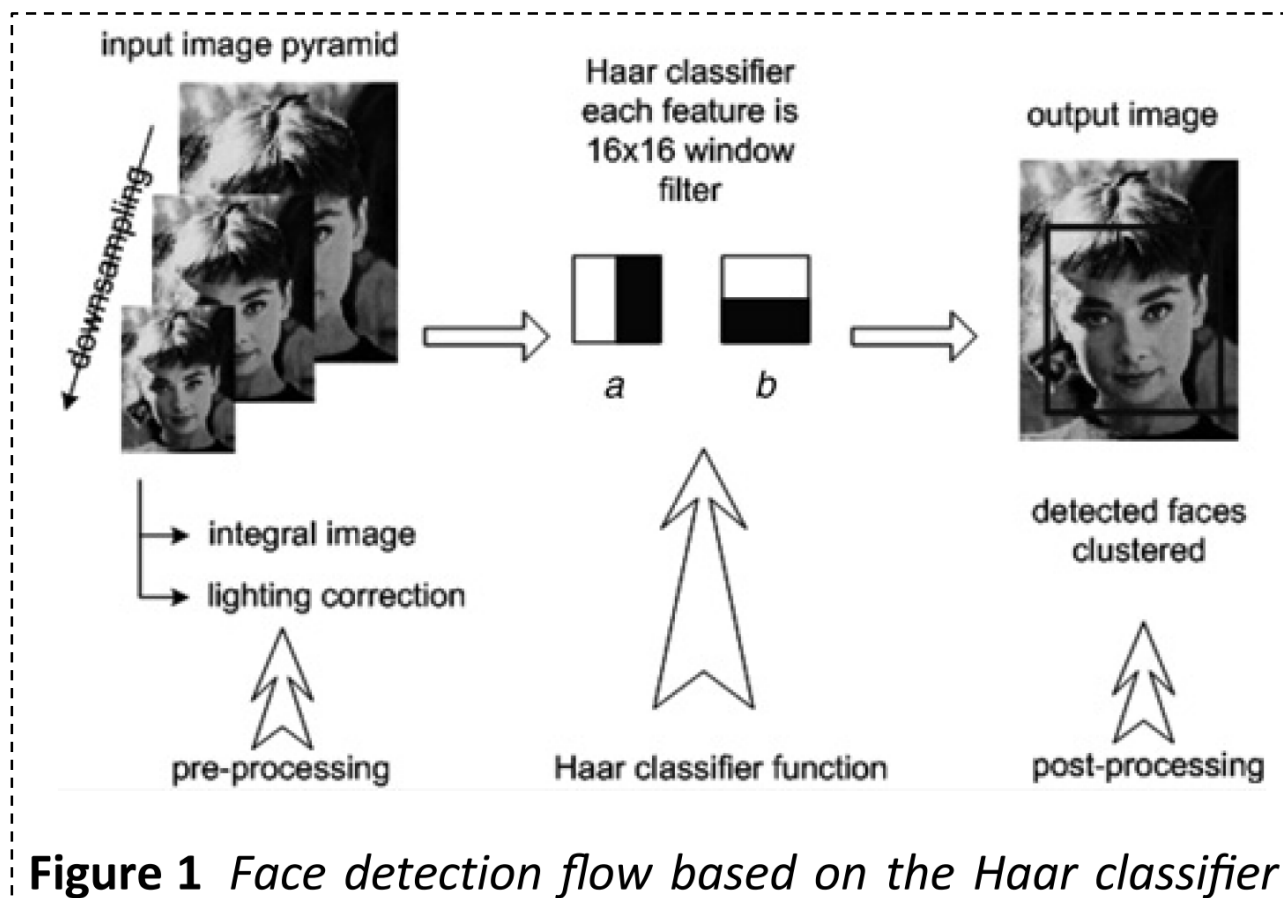 input image pyramid
downsampling
integral image
lighting correction
pre-processing
Haar classifier
each feature is
16x16 window
filter
a
b
Haar classifier function
output image
detected faces
clustered
post-processing
Figure 1 Face detection flow based on the Haar classifier